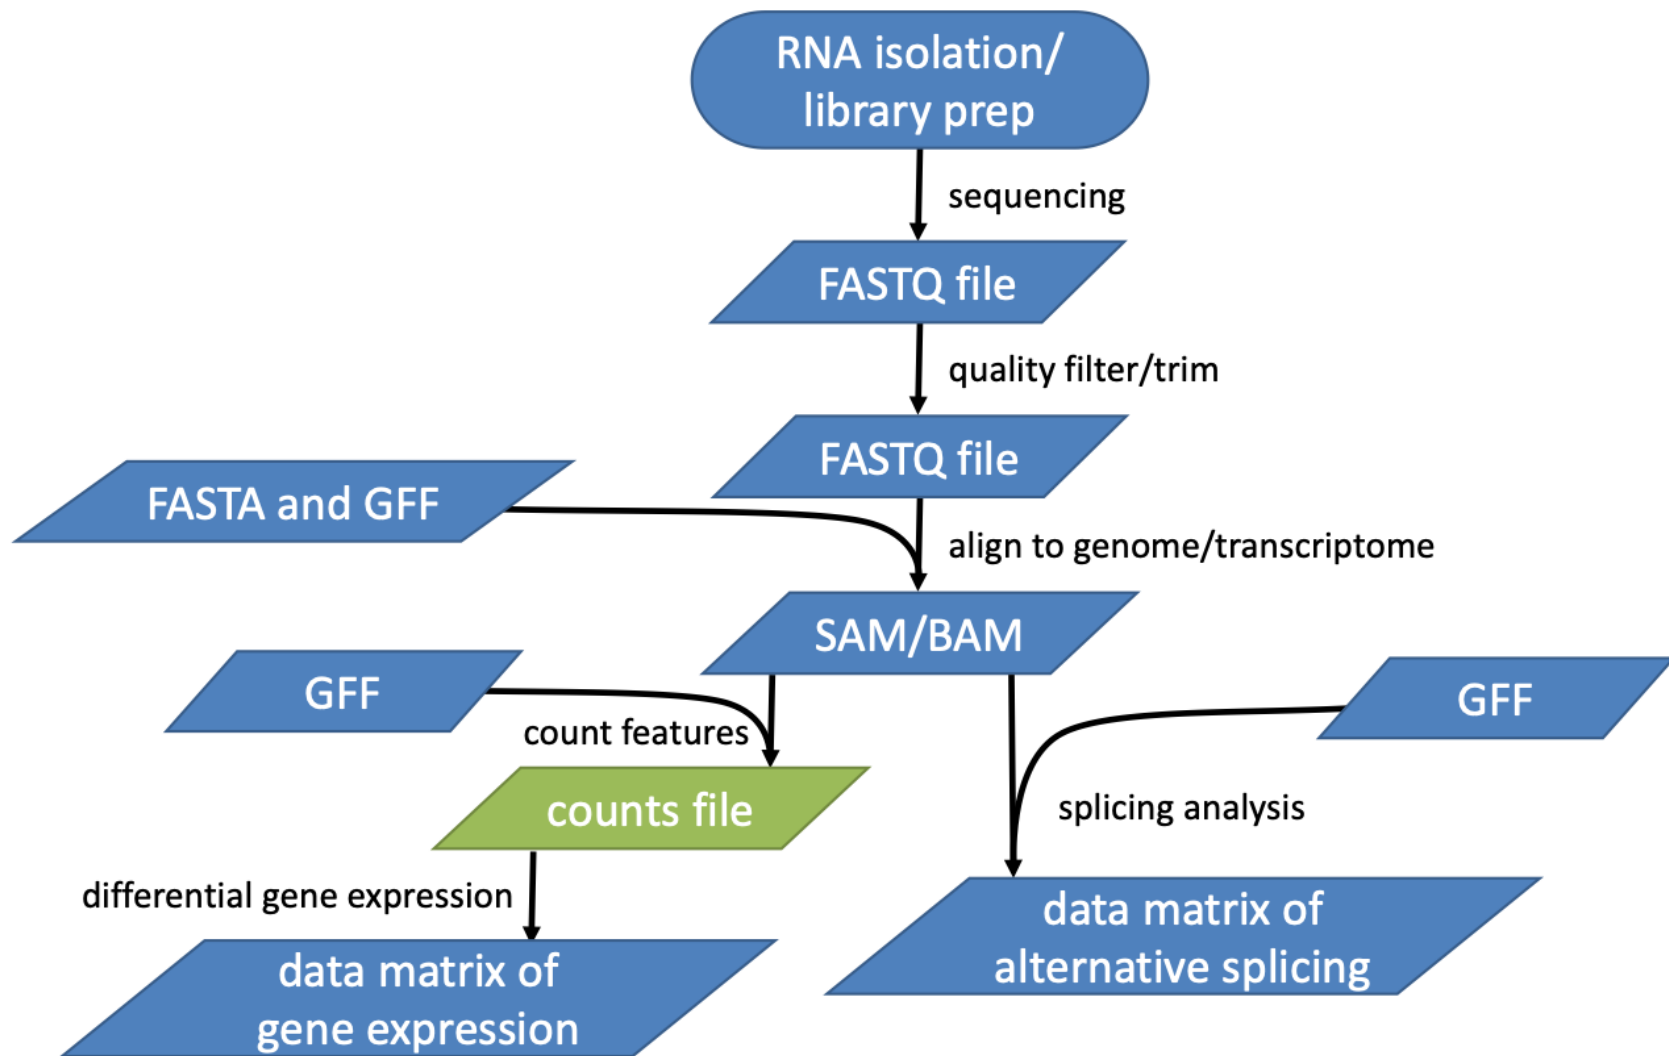 RNA isolation/
library prep
sequencing
FASTQ file
quality filter/trim
FASTQ file
FASTA and GFF
align to genome/transcriptome
SAM/BAM
GFF
GFF
count features
counts file
splicing analysis
differential gene expression
data matrix of
alternative splicing
data matrix of
gene expression